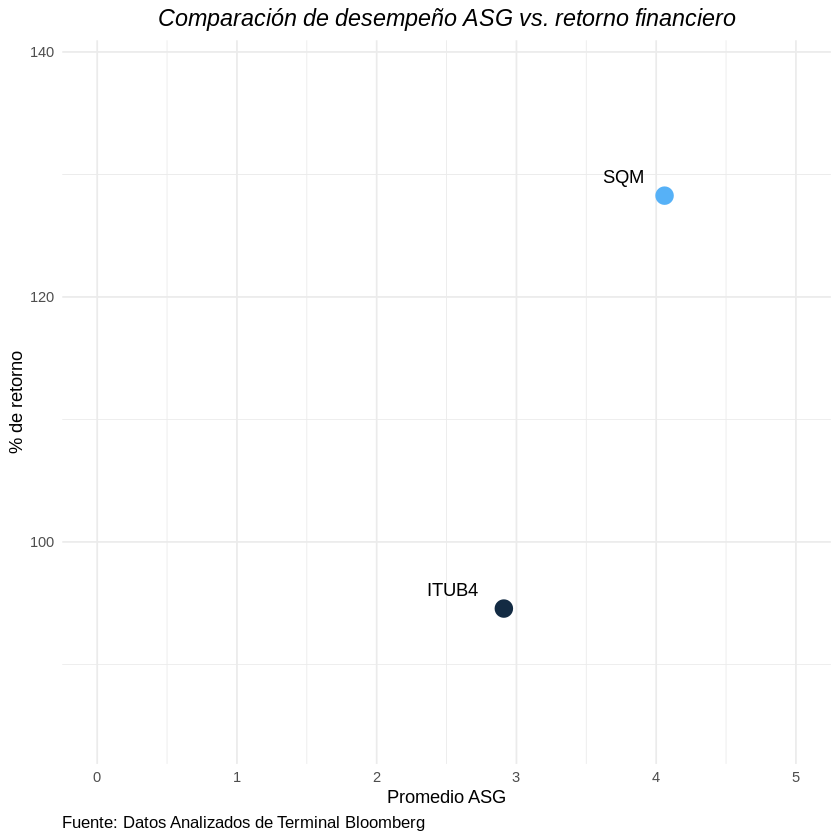 Comparación de desempeño ASG vs. retorno financiero
140
SQM
120
% de retorno
100
ITUB4
0 1 2 3 4 5
Promedio ASG
Fuente: Datos Analizados de Terminal Bloomberg